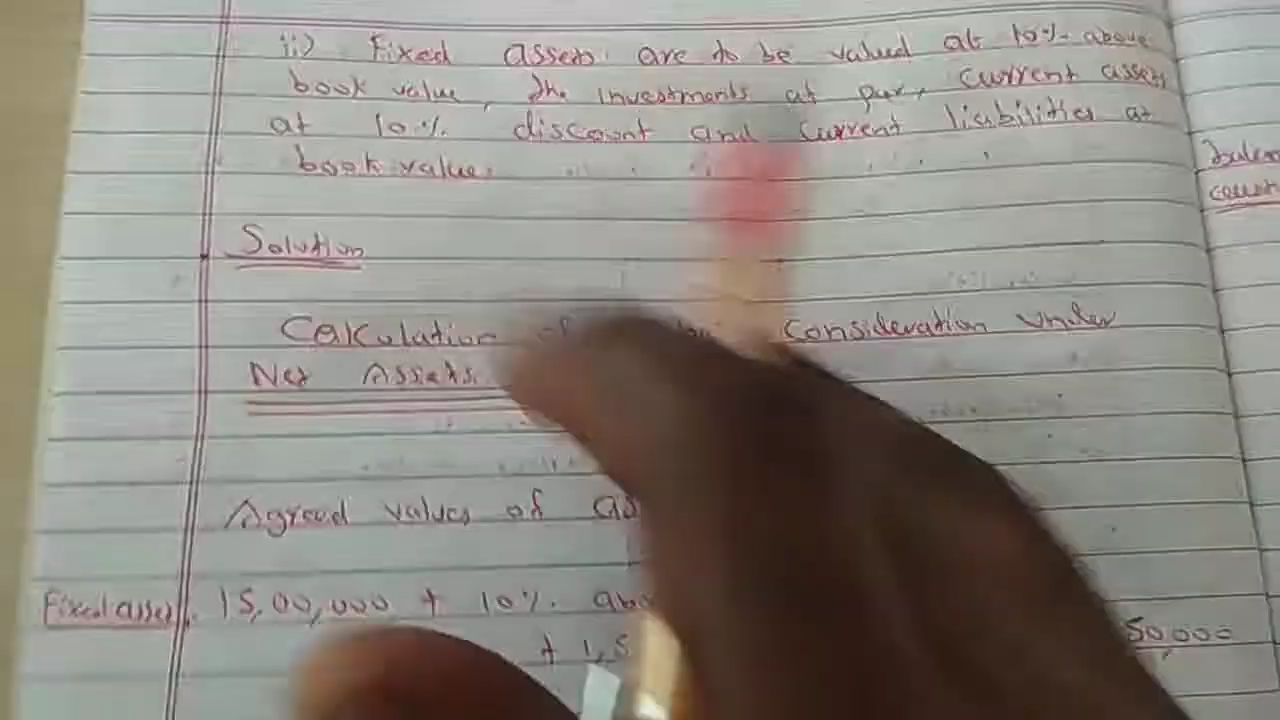 ii) Fixed assets are to be valued at 10% above
book value, The investments at par, current assets
at 10% discount and current liabilities at
book value.
Solution
Calculation of consideration under
Net Assets.
Agreed values of
Fixed assets 15,00,000 + 10%
+ 1,5 50,000